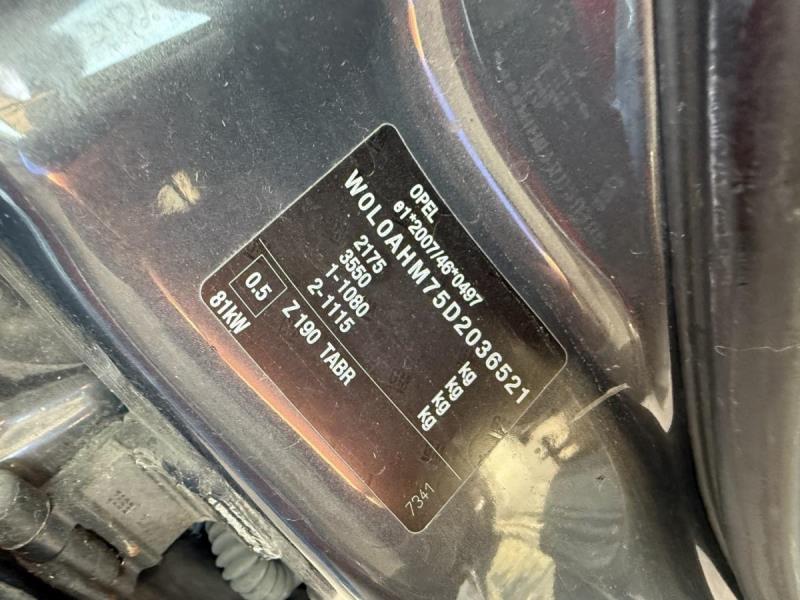 OPEL
e1*2007/46*0497
W0L0AHM75D2036521
2175 kg
3550 kg
1-1080 kg
2-1115 kg
0.5 Z 190 TABR
81kW
7341